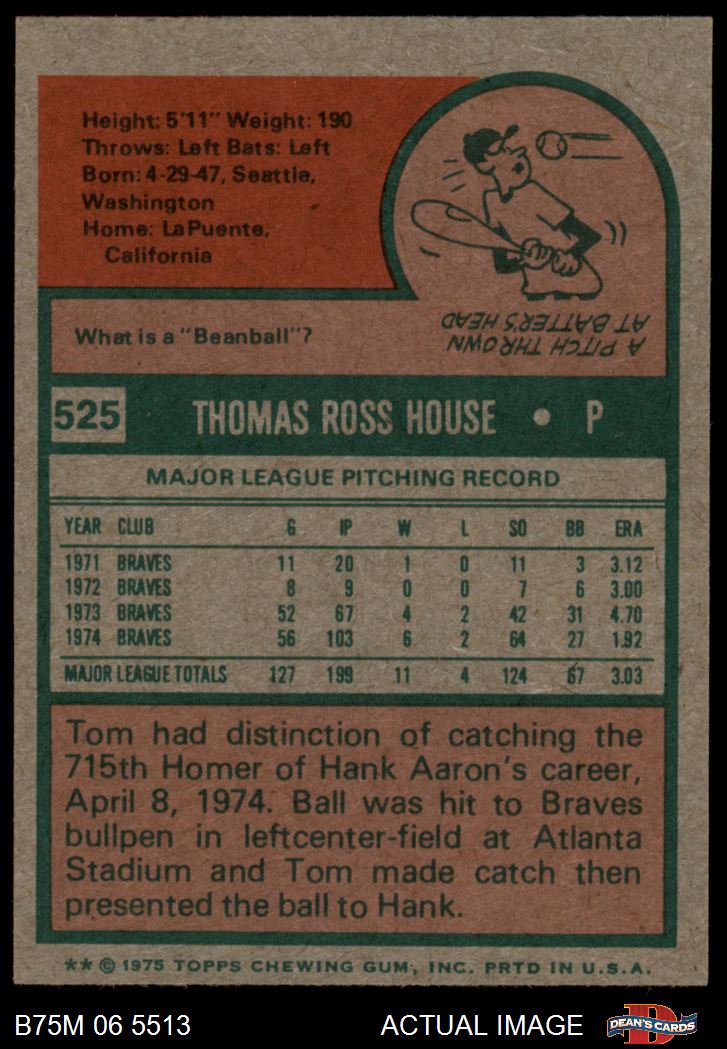 Height: 5'11" Weight: 190
Throws: Left Bats: Left
Born: 4-29-47, Seattle,
Washington
Home: LaPuente,
California
What is a "Beanball"?
A PITCH THROWN
AT BATTER'S HEAD
525 THOMAS ROSS HOUSE • P
MAJOR LEAGUE PITCHING RECORD
YEAR CLUB G IP W L SO BB ERA
1971 BRAVES 11 20 1 0 11 3 3.12
1972 BRAVES 8 9 0 0 7 6 3.00
1973 BRAVES 52 67 4 2 42 31 4.70
1974 BRAVES 56 103 6 2 64 27 1.92
MAJOR LEAGUE TOTALS 127 199 11 4 124 67 3.03
Tom had distinction of catching the
715th Homer of Hank Aaron's career,
April 8, 1974. Ball was hit to Braves
bullpen in leftcenter-field at Atlanta
Stadium and Tom made catch then
presented the ball to Hank.
** © 1975 TOPPS CHEWING GUM, INC. PRTD IN U.S.A.
B75M 06 5513 ACTUAL IMAGE D DEAN'S CARDS